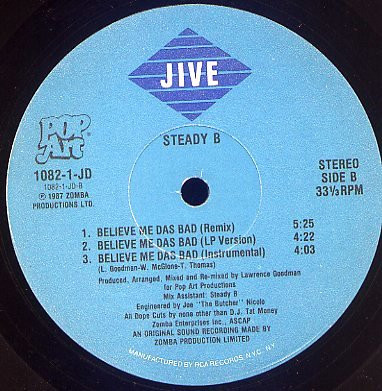 JIVE
STEADY B
POP Art
1082-1-JD
1082-1-JD-B
℗ 1987 ZOMBA
PRODUCTIONS LTD.
STEREO
SIDE B
33⅓ RPM
1. BELIEVE ME DAS BAD (Remix) 5:25
2. BELIEVE ME DAS BAD (LP Version) 4:22
3. BELIEVE ME DAS BAD (Instrumental) 4:03
(L. Goodman-W. McGlone-T. Thomas)
Produced, Arranged, Mixed and Re-mixed by Lawrence Goodman
for Pop Art Productions
Mix Assistant: Steady B
Engineered by Joe "The Butcher" Nicolo
All Dope Cuts by none other than D.J. Tat Money
Zomba Enterprises Inc., ASCAP
AN ORIGINAL SOUND RECORDING MADE BY
ZOMBA PRODUCTION LIMITED
MANUFACTURED BY RCA RECORDS, N.Y.C. N.Y.